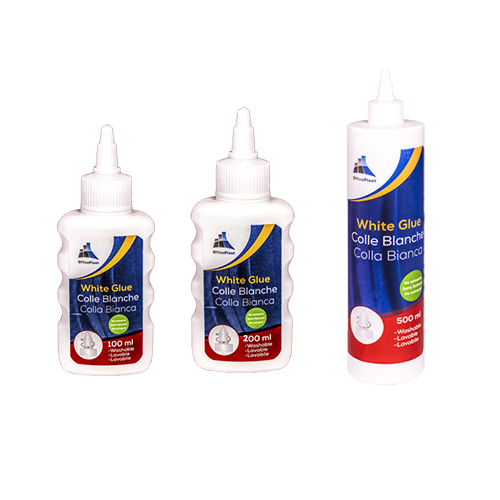 OfficePlast
White Glue
Colle Blanche
Colla Bianca
100 ml
-Washable
-Lavable
-Lavabile
OfficePlast
White Glue
Colle Blanche
Colla Bianca
200 ml
-Washable
-Lavable
-Lavabile
OfficePlast
White Glue
Colle Blanche
Colla Bianca
500 ml
-Washable
-Lavable
-Lavabile